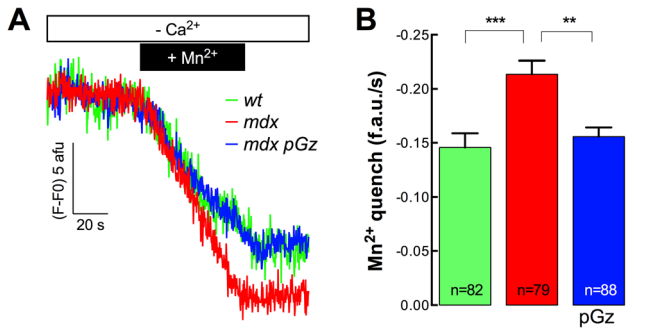 A
- Ca²⁺
+ Mn²⁺
wt
mdx
mdx pGz
(F-F0) 5 afu
20 s
B
***
**
Mn²⁺ quench (f.a.u./s)
-0.25
-0.20
-0.15
-0.10
-0.05
0.00
n=82
n=79
n=88
pGz